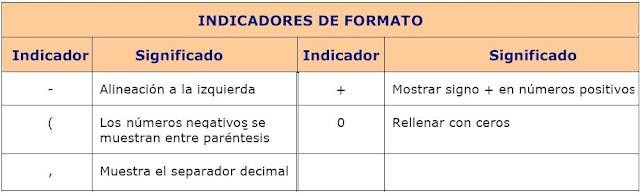 INDICADORES DE FORMATO
Indicador Significado Indicador Significado
- Alineación a la izquierda + Mostrar signo + en números positivos
( Los números negativos se muestran entre paréntesis 0 Rellenar con ceros
, Muestra el separador decimal